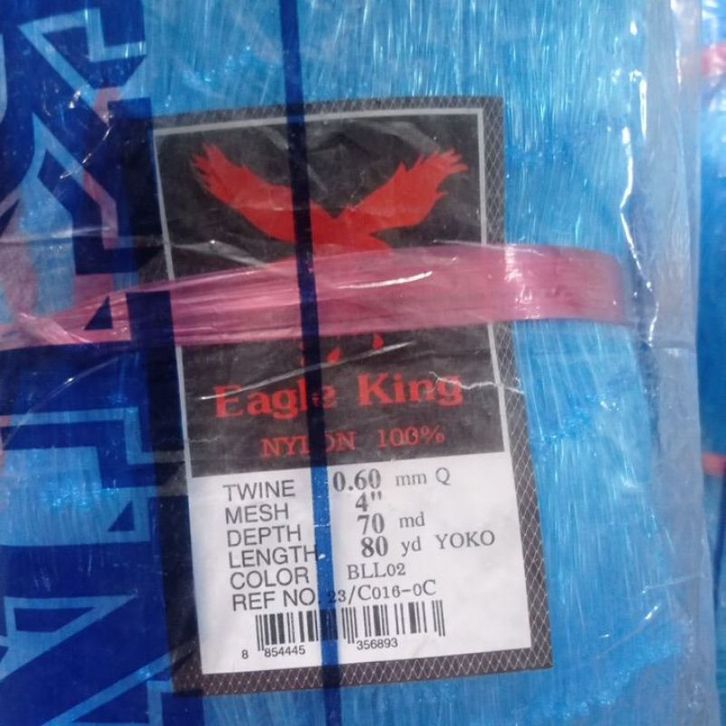 Eagle King
NYLON 100%
TWINE 0.60 mm Q
MESH 4"
DEPTH 70 md
LENGTH 80 yd YOKO
COLOR BLL02
REF NO. 23/C016-0C
8 854445 356893